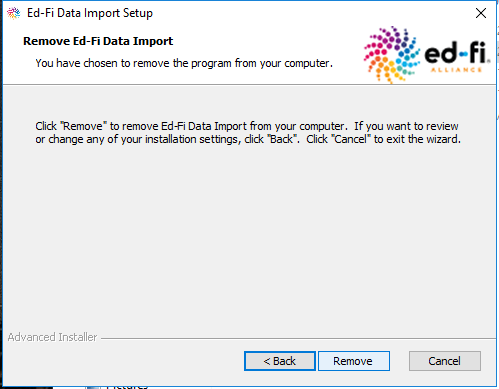 Ed-Fi Data Import Setup
Remove Ed-Fi Data Import
You have chosen to remove the program from your computer.
ed-fi
ALLIANCE
Click "Remove" to remove Ed-Fi Data Import from your computer. If you want to review
or change any of your installation settings, click "Back". Click "Cancel" to exit the wizard.
Advanced Installer
< Back
Remove
Cancel